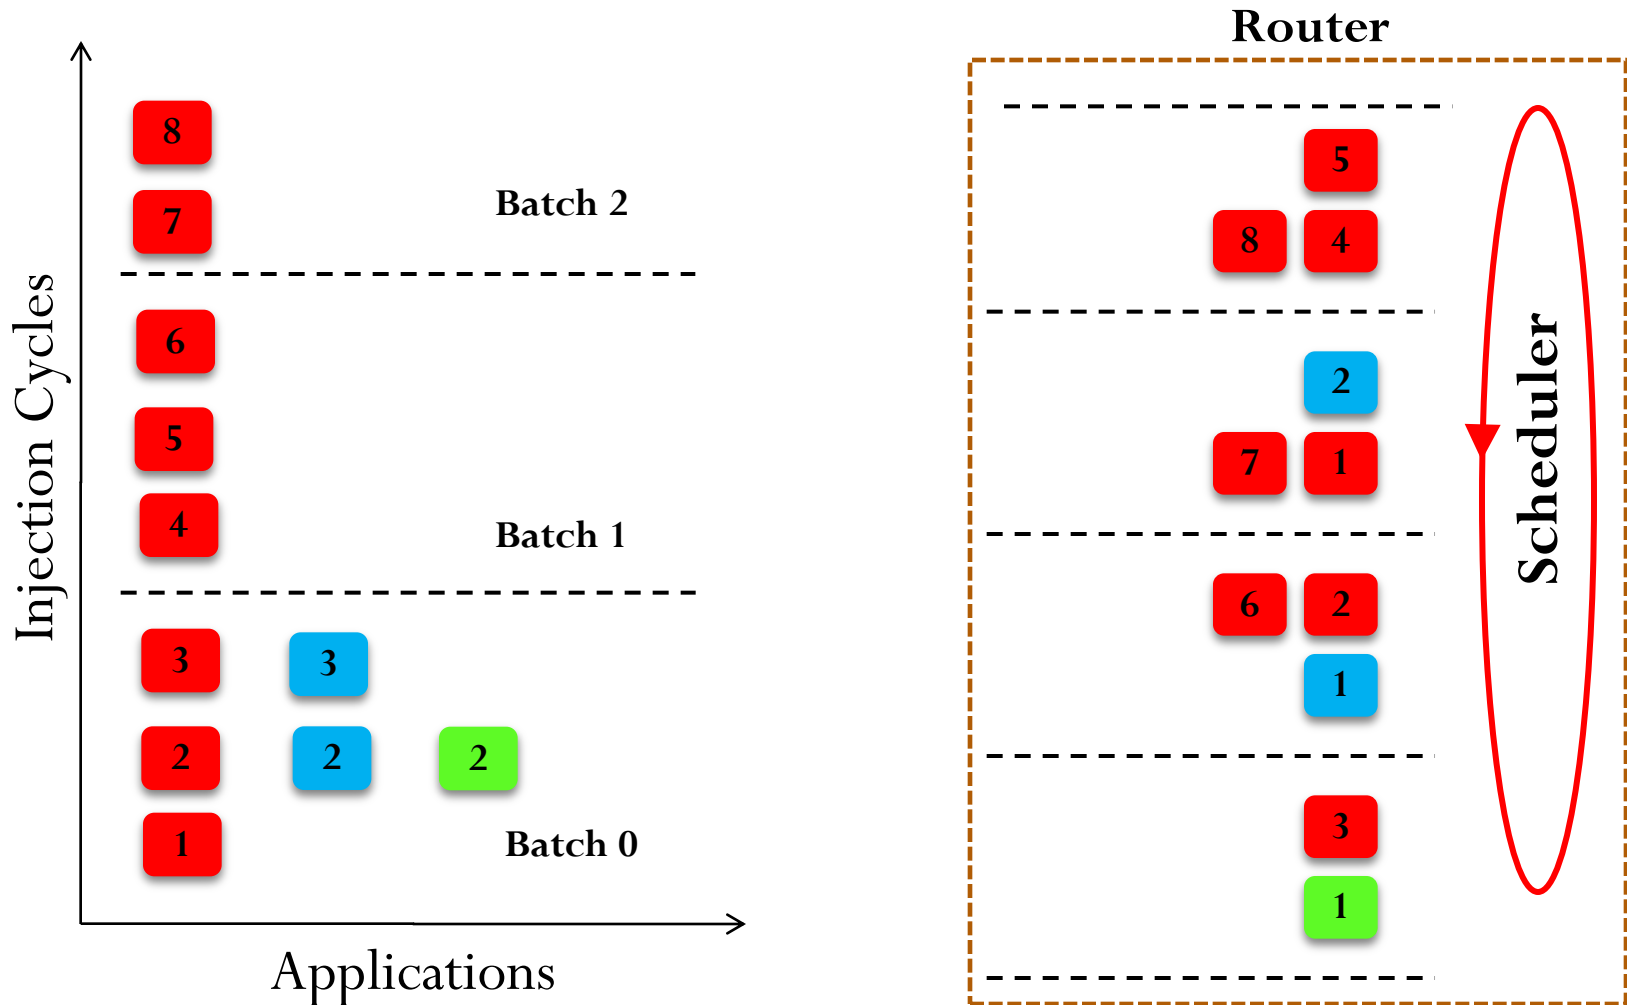 Router
8
7
Batch 2
6
5
4
Batch 1
3 3
2 2 2
1
Batch 0
Injection Cycles
Applications
5
8 4
2
7 1
6 2
1
3
1
Scheduler